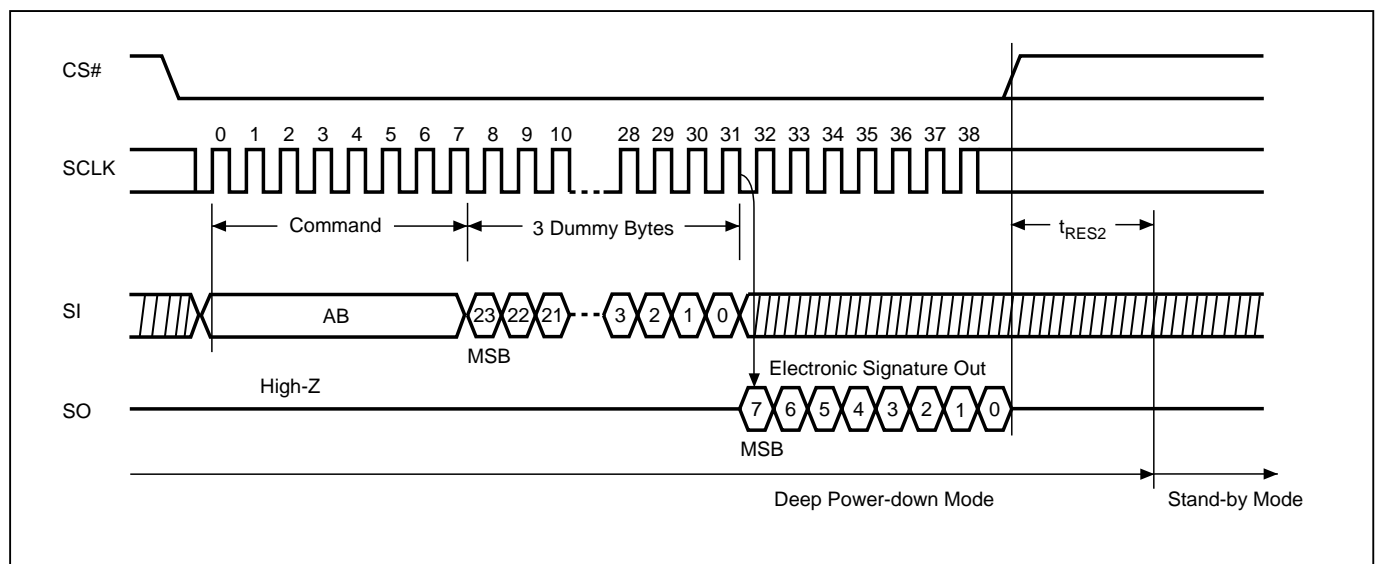 CS#
0 1 2 3 4 5 6 7 8 9 10 28 29 30 31 32 33 34 35 36 37 38
SCLK
Command
3 Dummy Bytes
tRES2
SI
AB
23 22 21 3 2 1 0
MSB
Electronic Signature Out
High-Z
SO
7 6 5 4 3 2 1 0
MSB
Deep Power-down Mode
Stand-by Mode